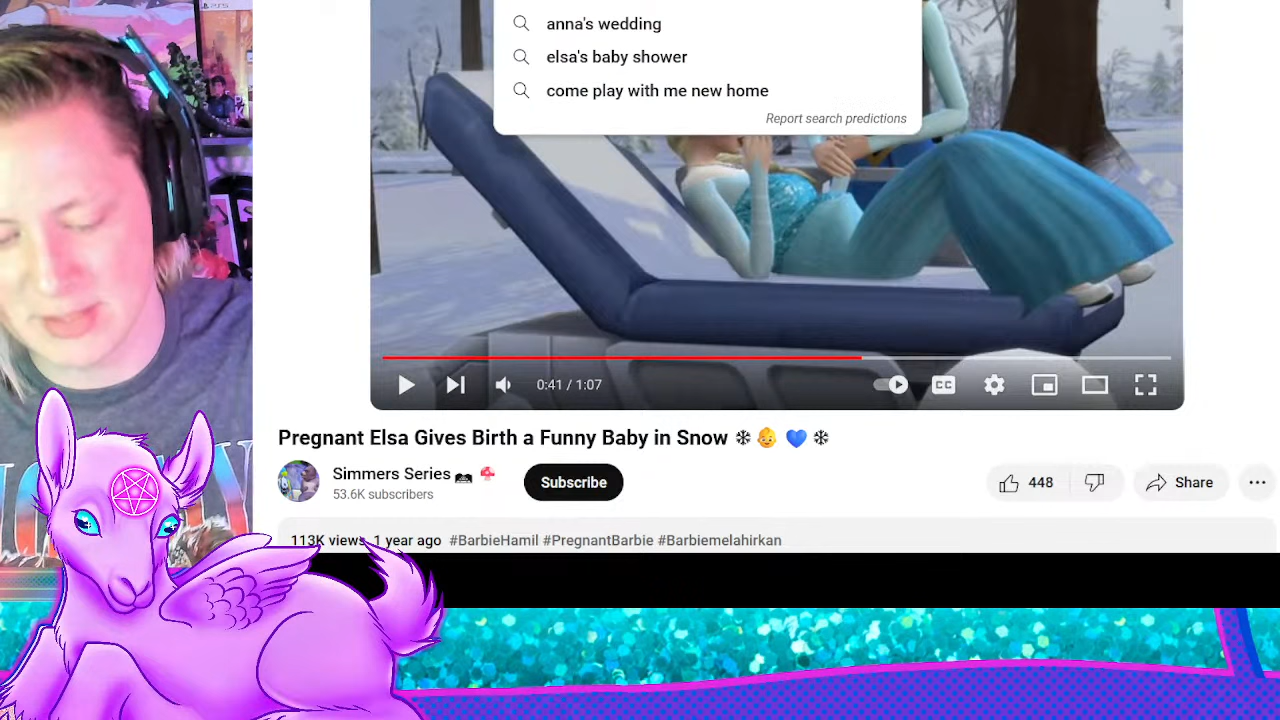 anna's wedding
elsa's baby shower
come play with me new home
Report search predictions
CC
0:41 / 1:07
Pregnant Elsa Gives Birth a Funny Baby in Snow ❄ 👶 💙 ❄
Simmers Series
53.6K subscribers
Subscribe
448
Share
113K views 1 year ago #BarbieHamil #PregnantBarbie #Barbiemelahirkan